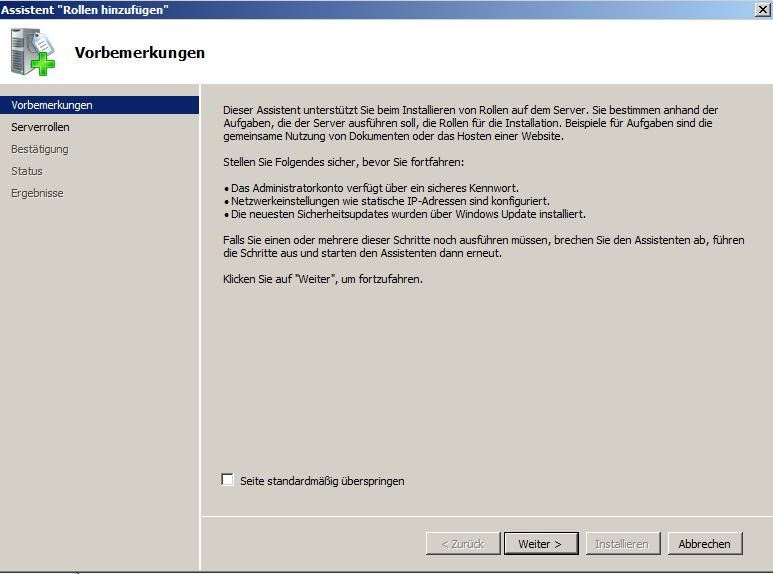 Assistent "Rollen hinzufügen"
Vorbemerkungen
Vorbemerkungen
Serverrollen
Bestätigung
Status
Ergebnisse
Dieser Assistent unterstützt Sie beim Installieren von Rollen auf dem Server. Sie bestimmen anhand der
Aufgaben, die der Server ausführen soll, die Rollen für die Installation. Beispiele für Aufgaben sind die
gemeinsame Nutzung von Dokumenten oder das Hosten einer Website.
Stellen Sie Folgendes sicher, bevor Sie fortfahren:
• Das Administratorkonto verfügt über ein sicheres Kennwort.
• Netzwerkeinstellungen wie statische IP-Adressen sind konfiguriert.
• Die neuesten Sicherheitsupdates wurden über Windows Update installiert.
Falls Sie einen oder mehrere dieser Schritte noch ausführen müssen, brechen Sie den Assistenten ab, führen
die Schritte aus und starten den Assistenten dann erneut.
Klicken Sie auf "Weiter", um fortzufahren.
Seite standardmäßig überspringen
< Zurück
Weiter >
Installieren
Abbrechen